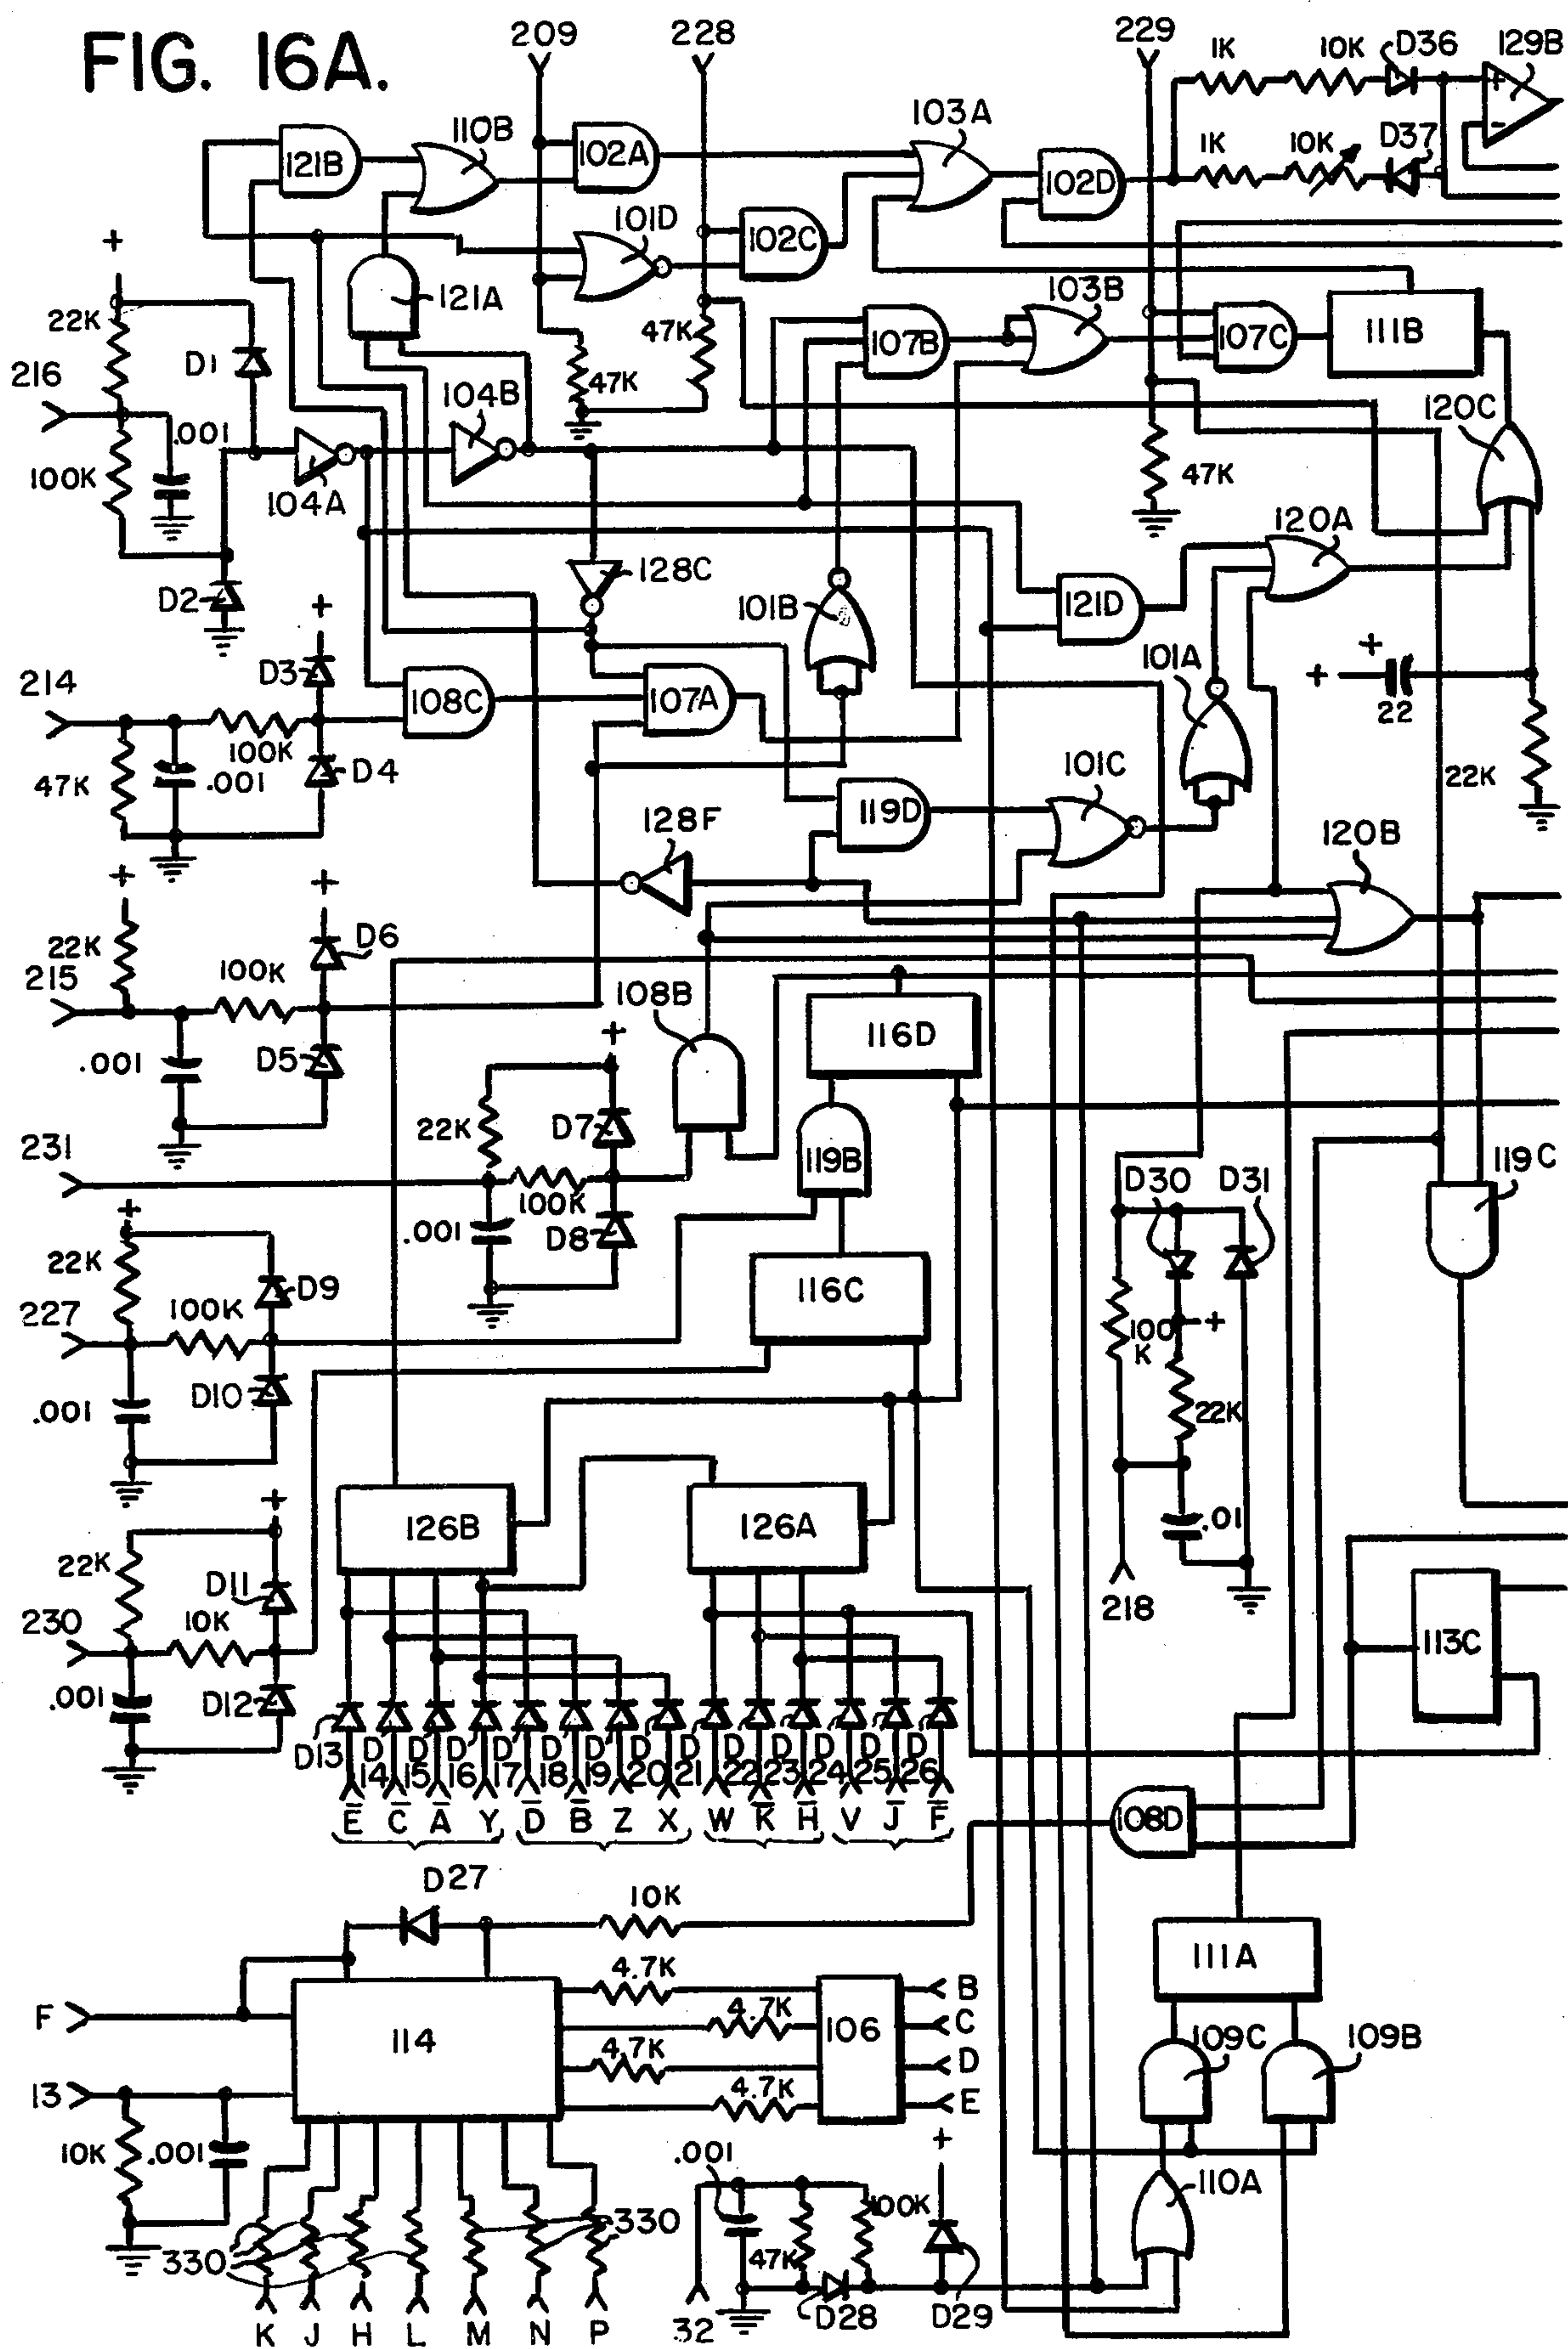 FIG. 16A.
209
228
229
1K
10K
D36
129B
+
-
1K
10K
D37
121B
110B
102A
103A
102D
101D
102C
121A
+
22K
D1
216
.001
100K
104A
104B
D2
47K
47K
107B
103B
107C
111B
120C
47K
120A
128C
101B
121D
101A
+
+
22
22K
+
D3
214
108C
107A
100K
47K
.001
D4
119D
101C
128F
120B
+
+
22K
D6
215
100K
.001
D5
108B
116D
+
22K
D7
119B
231
100K
.001
D8
D30
D31
119C
+
22K
D9
227
100K
116C
D10
.001
100K
+
22K
.01
218
+
22K
D11
230
10K
.001
D12
126B
126A
113C
D13
D14
D15
D16
D17
D18
D19
D20
D21
D22
D23
D24
D25
D26
E̅ C̅ A̅ Y D̅ B̅ Z X W K̅ H̅ V J̅ F̅
108D
D27
10K
111A
F
114
4.7K
4.7K
4.7K
4.7K
106
B
C
D
E
109C
109B
13
10K
.001
110A
330
330
K J H L M N P
.001
47K
100K
+
32
D28
D29